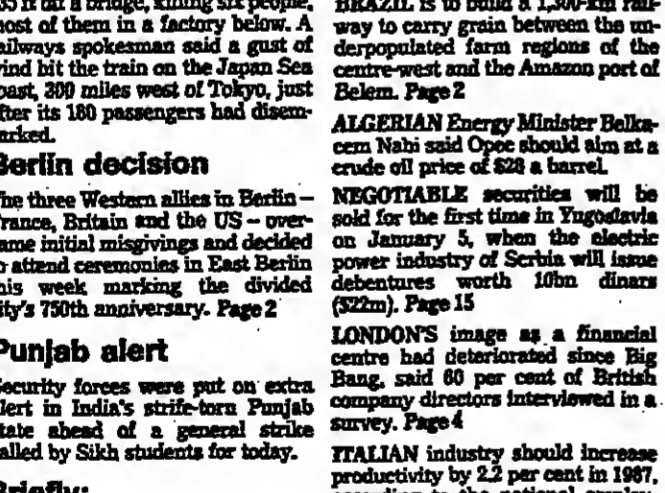 it off a bridge, killing six people,
most of them in a factory below. A
railways spokesman said a gust of
wind hit the train on the Japan Sea
coast, 200 miles west of Tokyo, just
after its 180 passengers had disem-
barked.
Berlin decision
The three Western allies in Berlin –
France, Britain and the US – over-
came initial misgivings and decided
to attend ceremonies in East Berlin
this week marking the divided
city's 750th anniversary. Page 2
Punjab alert
Security forces were put on extra
alert in India's strife-torn Punjab
state ahead of a general strike
called by Sikh students for today.
Briefly:
BRAZIL is to build a 1,300-km rail-
way to carry grain between the un-
derpopulated farm regions of the
centre-west and the Amazon port of
Belem. Page 2
ALGERIAN Energy Minister Belka-
cem Nabi said Opec should aim at a
crude oil price of $28 a barrel.
NEGOTIABLE securities will be
sold for the first time in Yugoslavia
on January 5, when the electric
power industry of Serbia will issue
debentures worth 10bn dinars
($22m). Page 15
LONDON'S image as a financial
centre had deteriorated since Big
Bang, said 60 per cent of British
company directors interviewed in a
survey. Page 4
ITALIAN industry should increase
productivity by 2.2 per cent in 1987,
according to the national